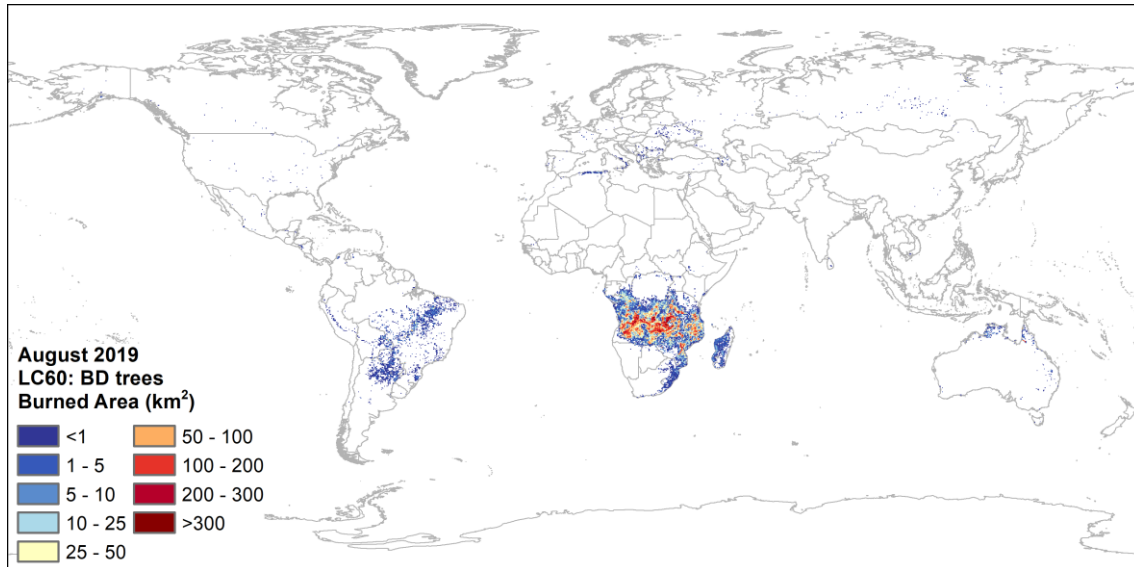 August 2019
LC60: BD trees
Burned Area (km²)
<1
1 - 5
5 - 10
10 - 25
25 - 50
50 - 100
100 - 200
200 - 300
>300